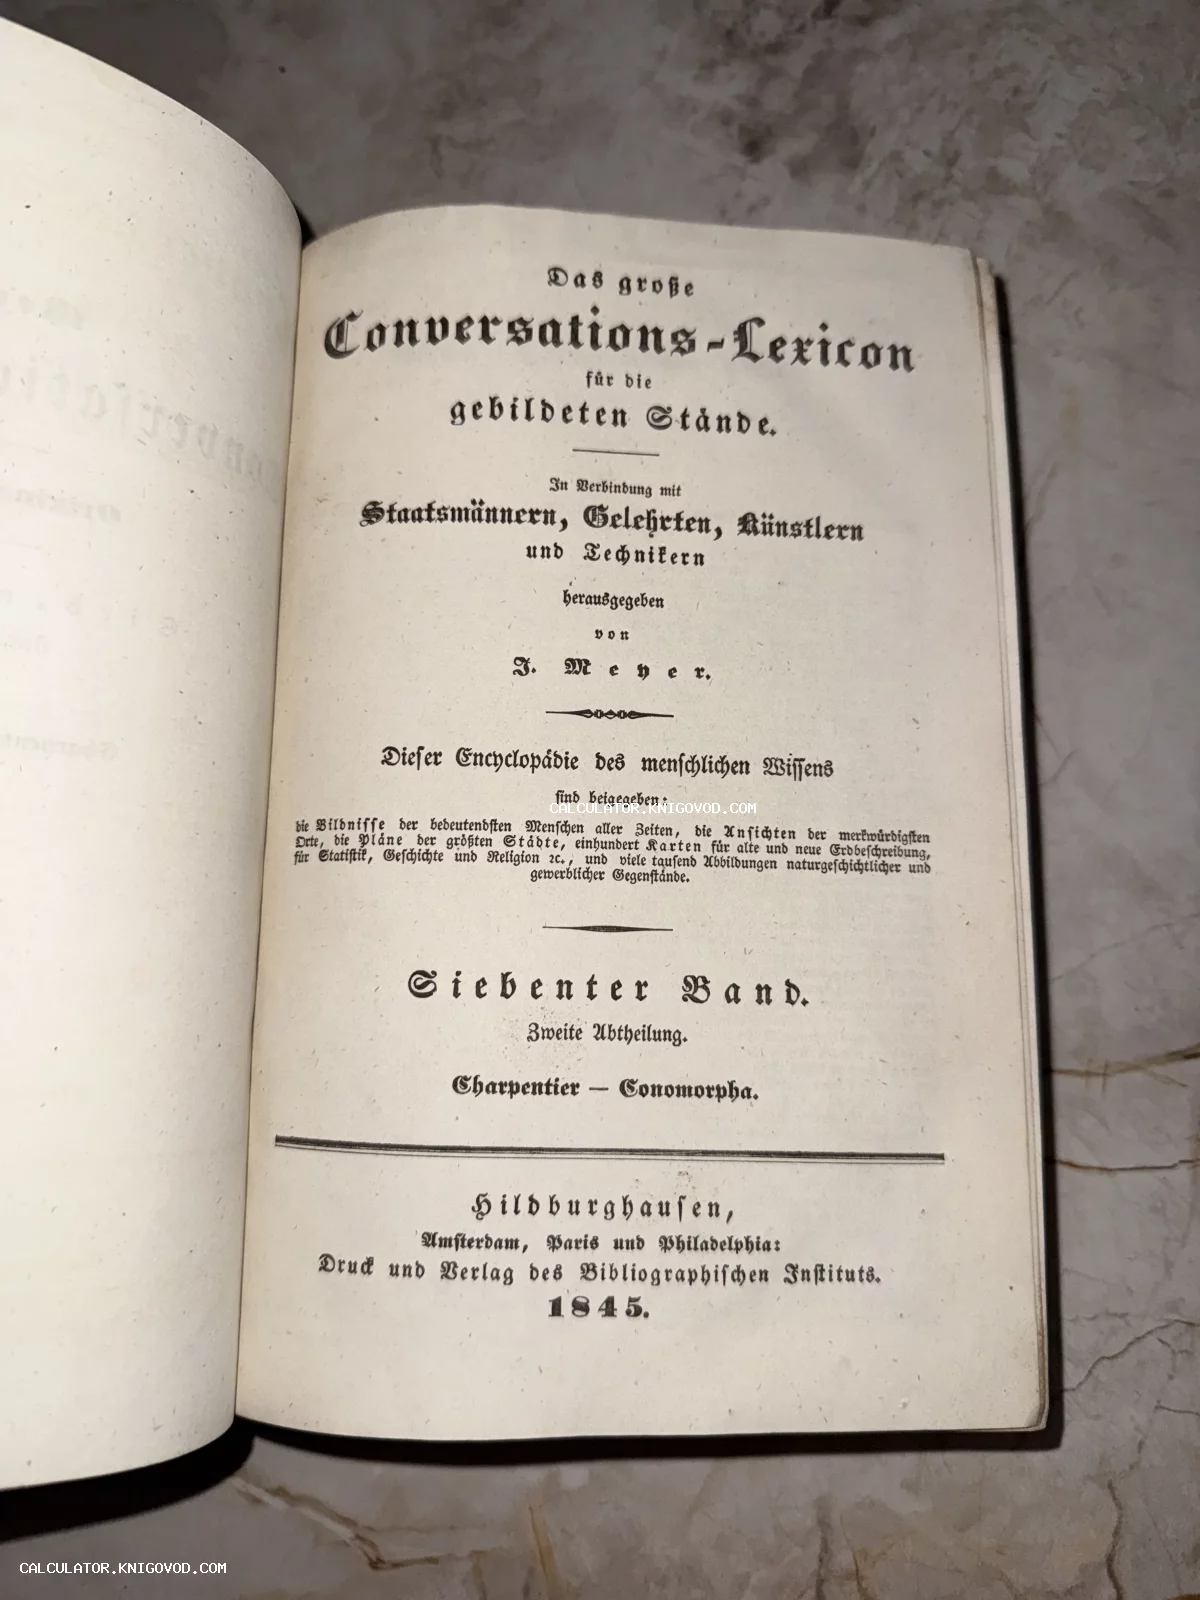 Das große
Conversations-Lexicon
für die
gebildeten Stände.
In Verbindung mit
Staatsmännern, Gelehrten, Künstlern
und Technikern
herausgegeben
von
J. Meyer.
Dieser Encyclopädie des menschlichen Wissens
sind beigegeben:
CALCULATOR.KNIGOVOD.COM
die Bildnisse der bedeutendsten Menschen aller Zeiten, die Ansichten der merkwürdigsten
Orte, die Pläne der größten Städte, einhundert Karten für alte und neue Erdbeschreibung,
für Statistik, Geschichte und Religion ꝛc., und viele tausend Abbildungen naturgeschichtlicher und
gewerblicher Gegenstände.
Siebenter Band.
Zweite Abtheilung.
Charpentier — Conomorpha.
Hildburghausen,
Amsterdam, Paris und Philadelphia:
Druck und Verlag des Bibliographischen Instituts.
1845.
CALCULATOR.KNIGOVOD.COM